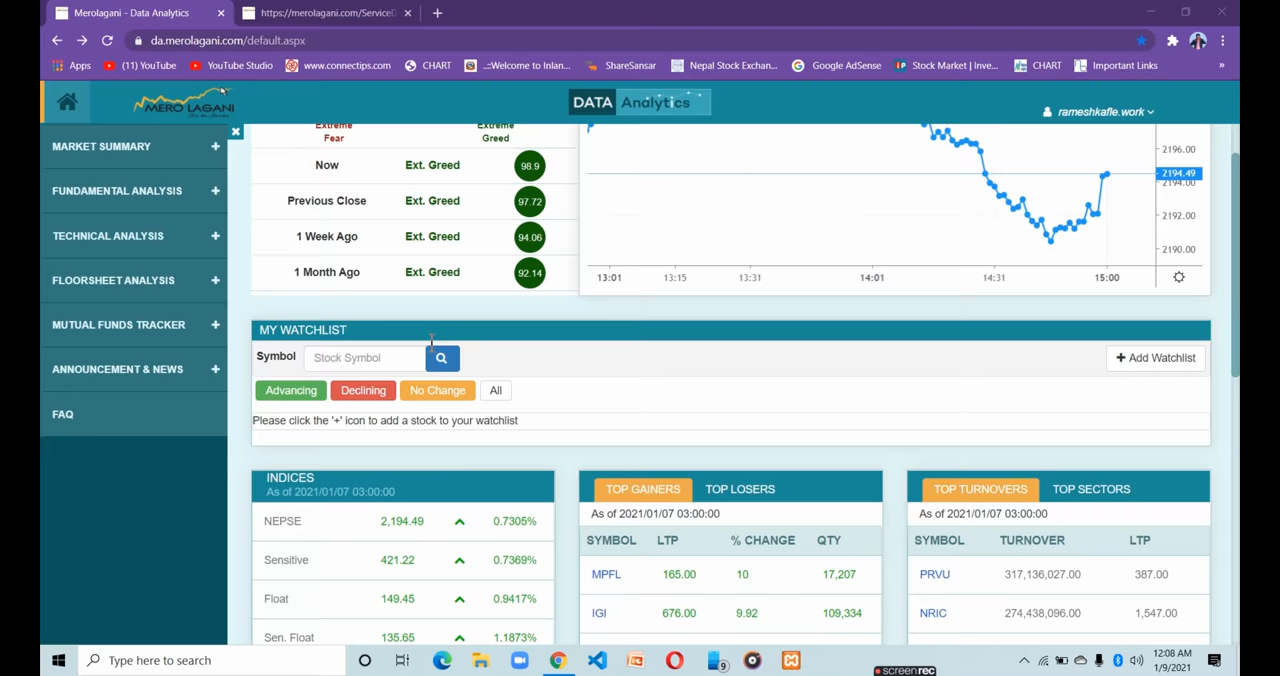 Merolagani - Data Analytics
https://merolagani.com/ServiceD
da.merolagani.com/default.aspx
Apps
(11) YouTube
YouTube Studio
www.connectips.com
CHART
..::Welcome to Inlan...
ShareSansar
Nepal Stock Exchan...
Google AdSense
Stock Market | Inve...
CHART
Important Links
»
MERO LAGANI
DATA Analytics
rameshkafle.work
MARKET SUMMARY +
FUNDAMENTAL ANALYSIS +
TECHNICAL ANALYSIS +
FLOORSHEET ANALYSIS +
MUTUAL FUNDS TRACKER +
ANNOUNCEMENT & NEWS +
FAQ
Extreme Extreme
Fear Greed
Now Ext. Greed 98.9
Previous Close Ext. Greed 97.72
1 Week Ago Ext. Greed 94.06
1 Month Ago Ext. Greed 92.14
2196.00
2194.49
2194.00
2192.00
2190.00
13:01 13:15 13:31 14:01 14:31 15:00
MY WATCHLIST
Symbol Stock Symbol + Add Watchlist
Advancing Declining No Change All
Please click the '+' icon to add a stock to your watchlist
INDICES
As of 2021/01/07 03:00:00
NEPSE 2,194.49 0.7305%
Sensitive 421.22 0.7369%
Float 149.45 0.9417%
Sen. Float 135.65 1.1873%
TOP GAINERS TOP LOSERS
As of 2021/01/07 03:00:00
SYMBOL LTP % CHANGE QTY
MPFL 165.00 10 17,207
IGI 676.00 9.92 109,334
TOP TURNOVERS TOP SECTORS
As of 2021/01/07 03:00:00
SYMBOL TURNOVER LTP
PRVU 317,136,027.00 387.00
NRIC 274,438,096.00 1,547.00
Type here to search
9
screenrec
12:08 AM
1/9/2021